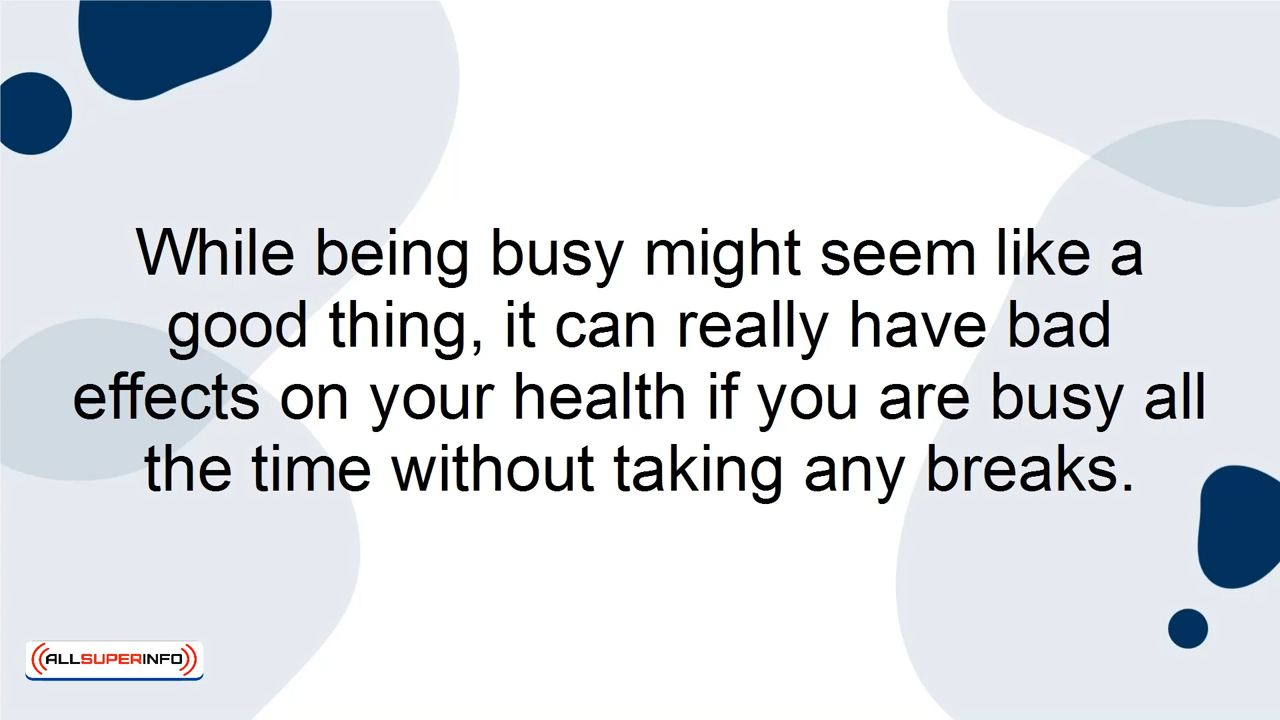 While being busy might seem like a
good thing, it can really have bad
effects on your health if you are busy all
the time without taking any breaks.
ALLSUPERINFO